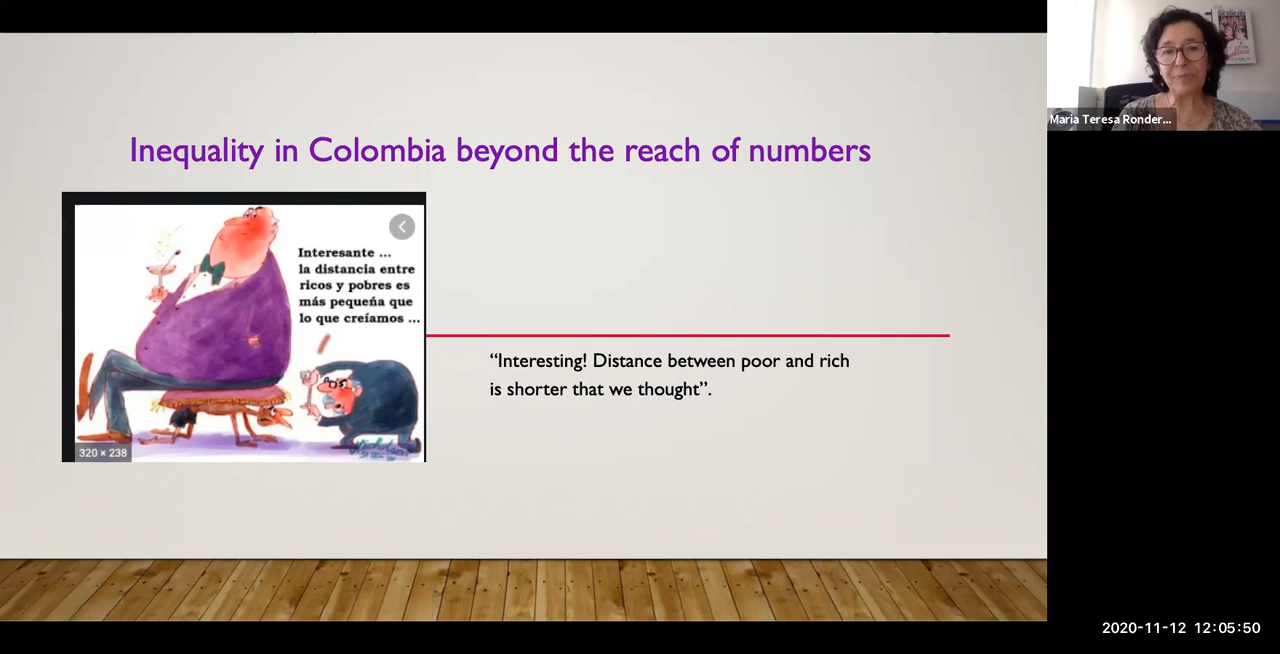 Inequality in Colombia beyond the reach of numbers
Interesante ...
la distancia entre
ricos y pobres es
más pequeña que
lo que creíamos ...
“Interesting! Distance between poor and rich
is shorter that we thought”.
Nicholson
320 × 238
Maria Teresa Ronder...
2020-11-12 12:05:50